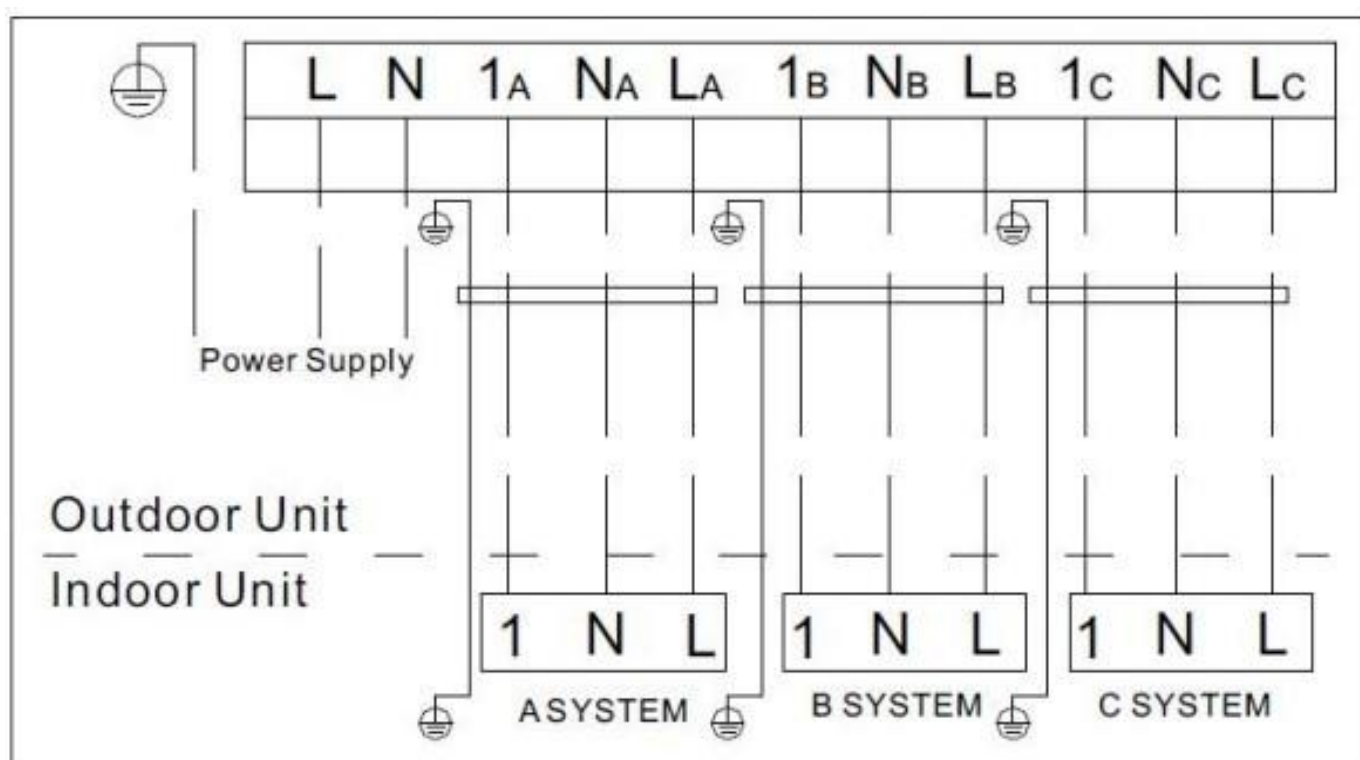 L N 1A NA LA 1B NB LB 1C NC LC
Power Supply
Outdoor Unit
Indoor Unit
1 N L 1 N L 1 N L
A SYSTEM B SYSTEM C SYSTEM